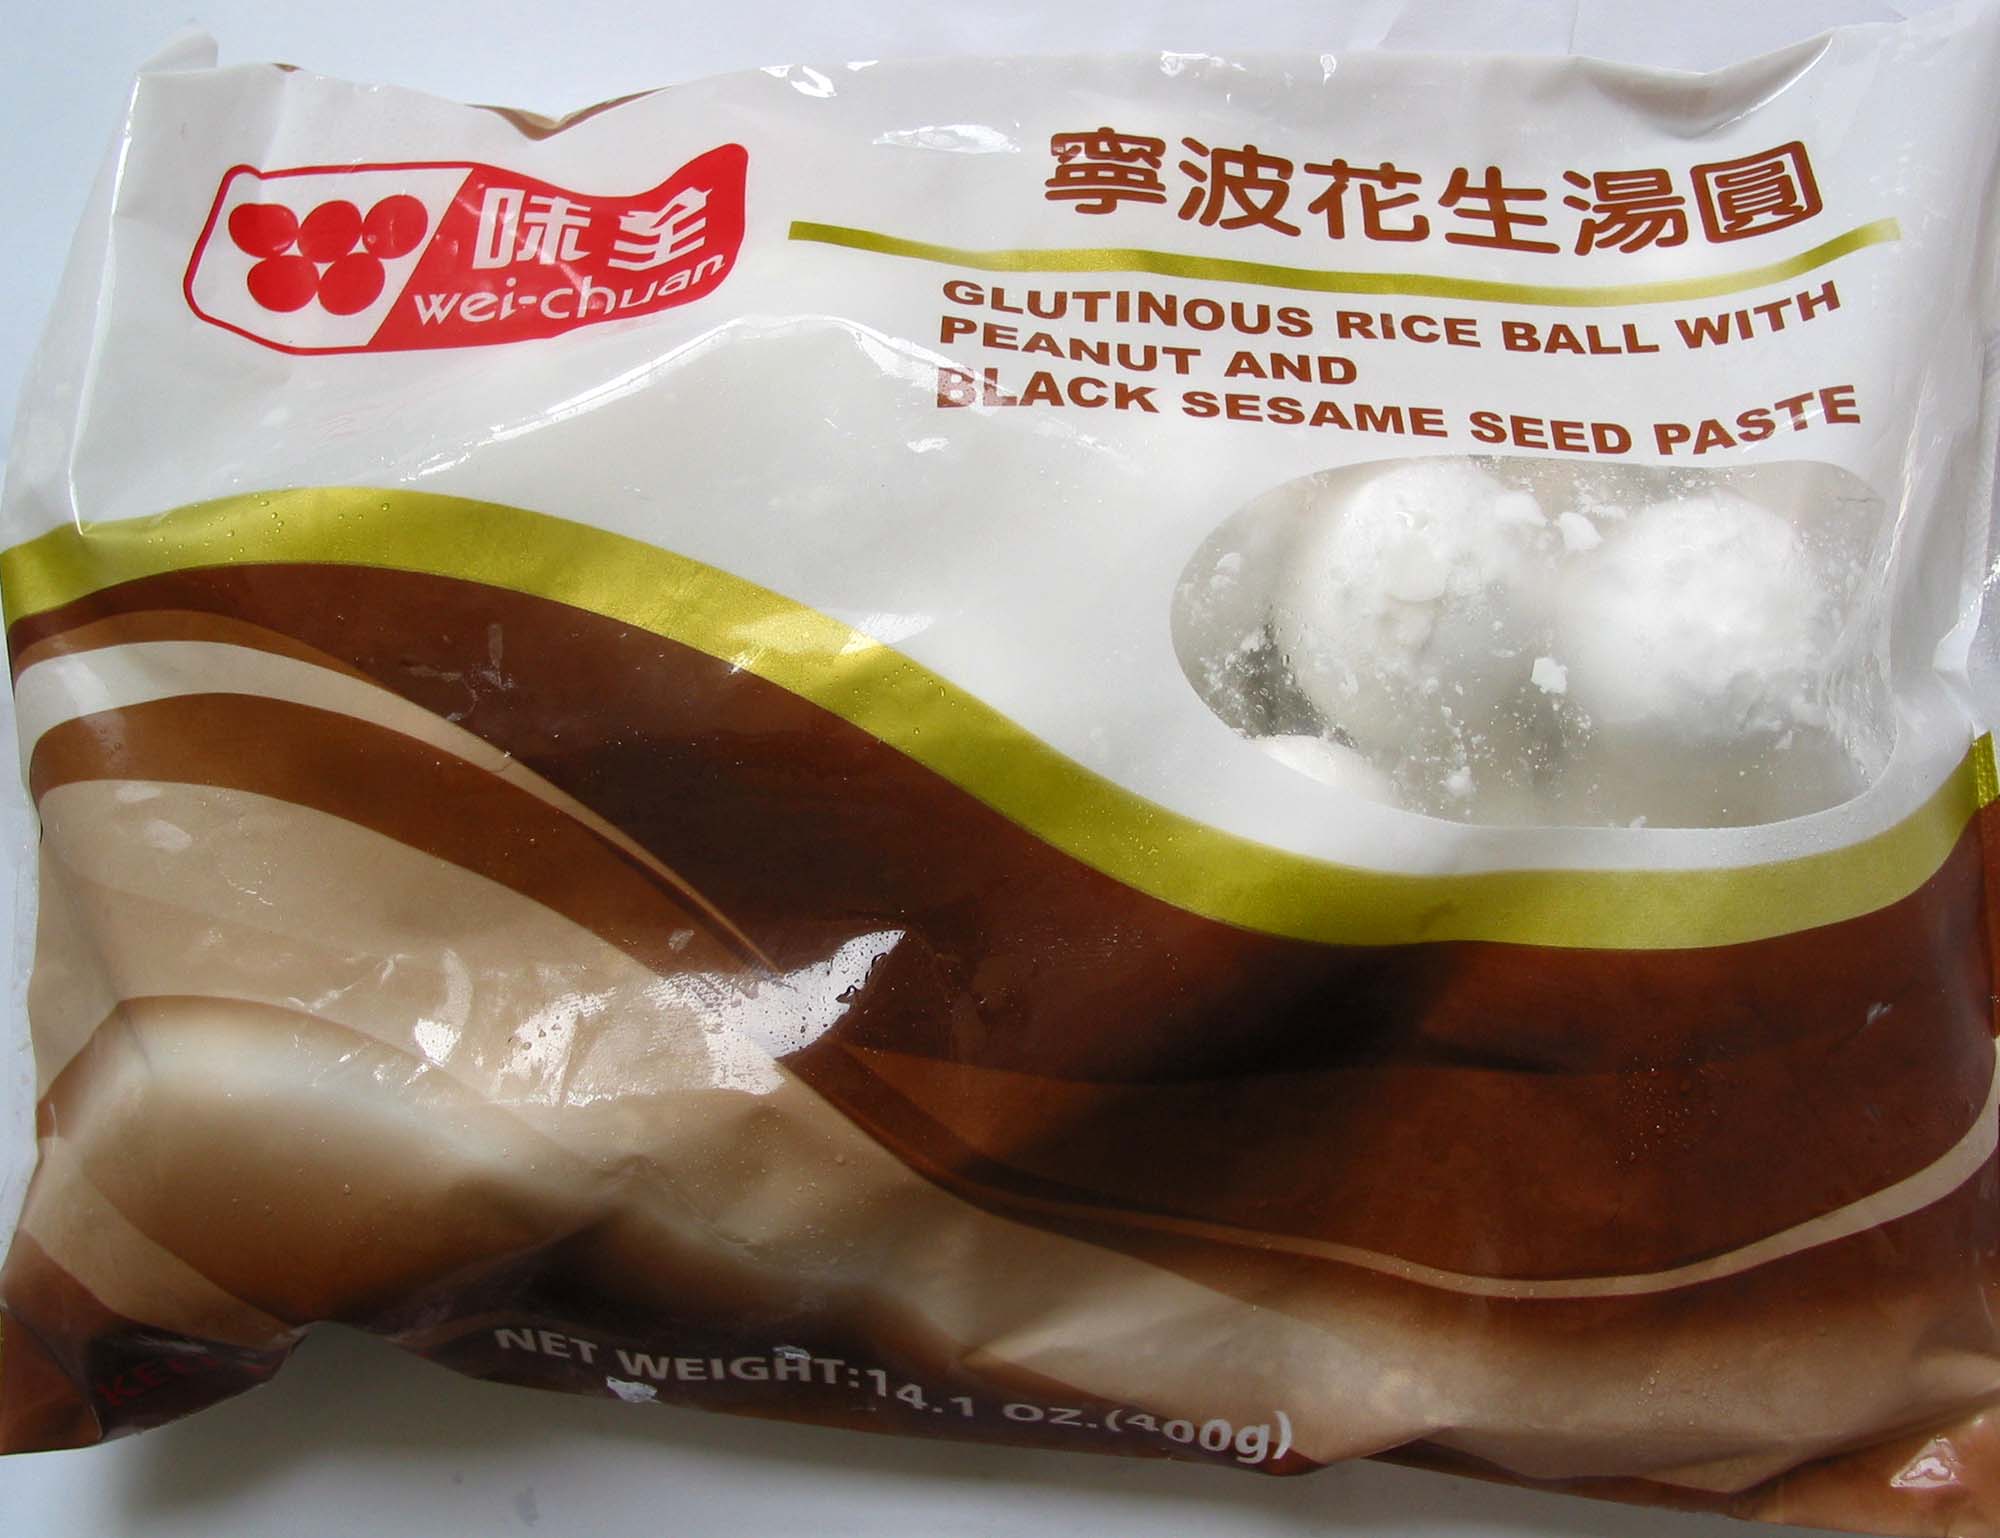 味全
wei-chuan
寧波花生湯圓
GLUTINOUS RICE BALL WITH
PEANUT AND
BLACK SESAME SEED PASTE
NET WEIGHT:14.1 OZ.(400g)